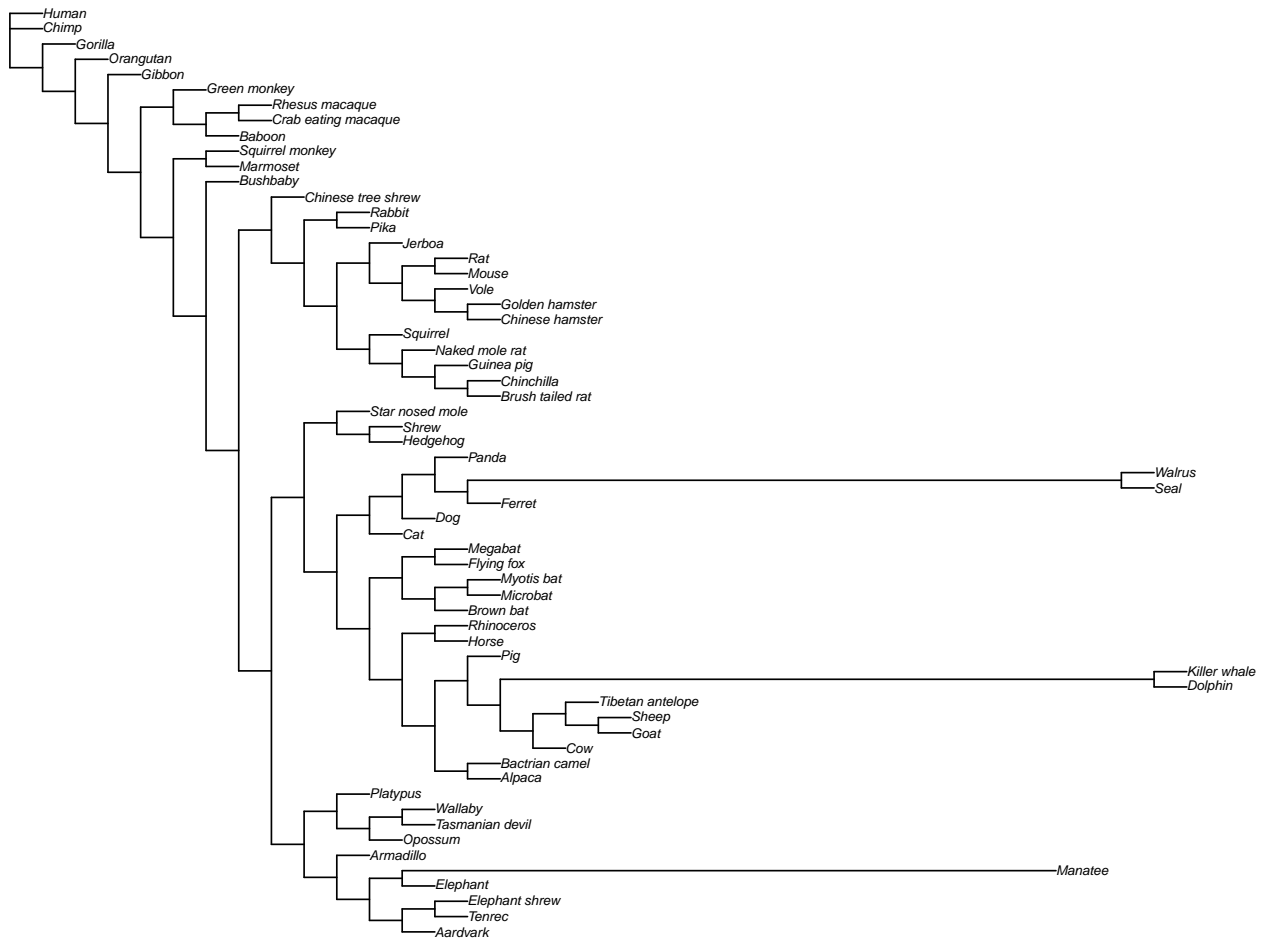 Human
Chimp
Gorilla
Orangutan
Gibbon
Green monkey
Rhesus macaque
Crab eating macaque
Baboon
Squirrel monkey
Marmoset
Bushbaby
Chinese tree shrew
Rabbit
Pika
Jerboa
Rat
Mouse
Vole
Golden hamster
Chinese hamster
Squirrel
Naked mole rat
Guinea pig
Chinchilla
Brush tailed rat
Star nosed mole
Shrew
Hedgehog
Panda
Walrus
Seal
Ferret
Dog
Cat
Megabat
Flying fox
Myotis bat
Microbat
Brown bat
Rhinoceros
Horse
Pig
Killer whale
Dolphin
Tibetan antelope
Sheep
Goat
Cow
Bactrian camel
Alpaca
Platypus
Wallaby
Tasmanian devil
Opossum
Armadillo
Manatee
Elephant
Elephant shrew
Tenrec
Aardvark